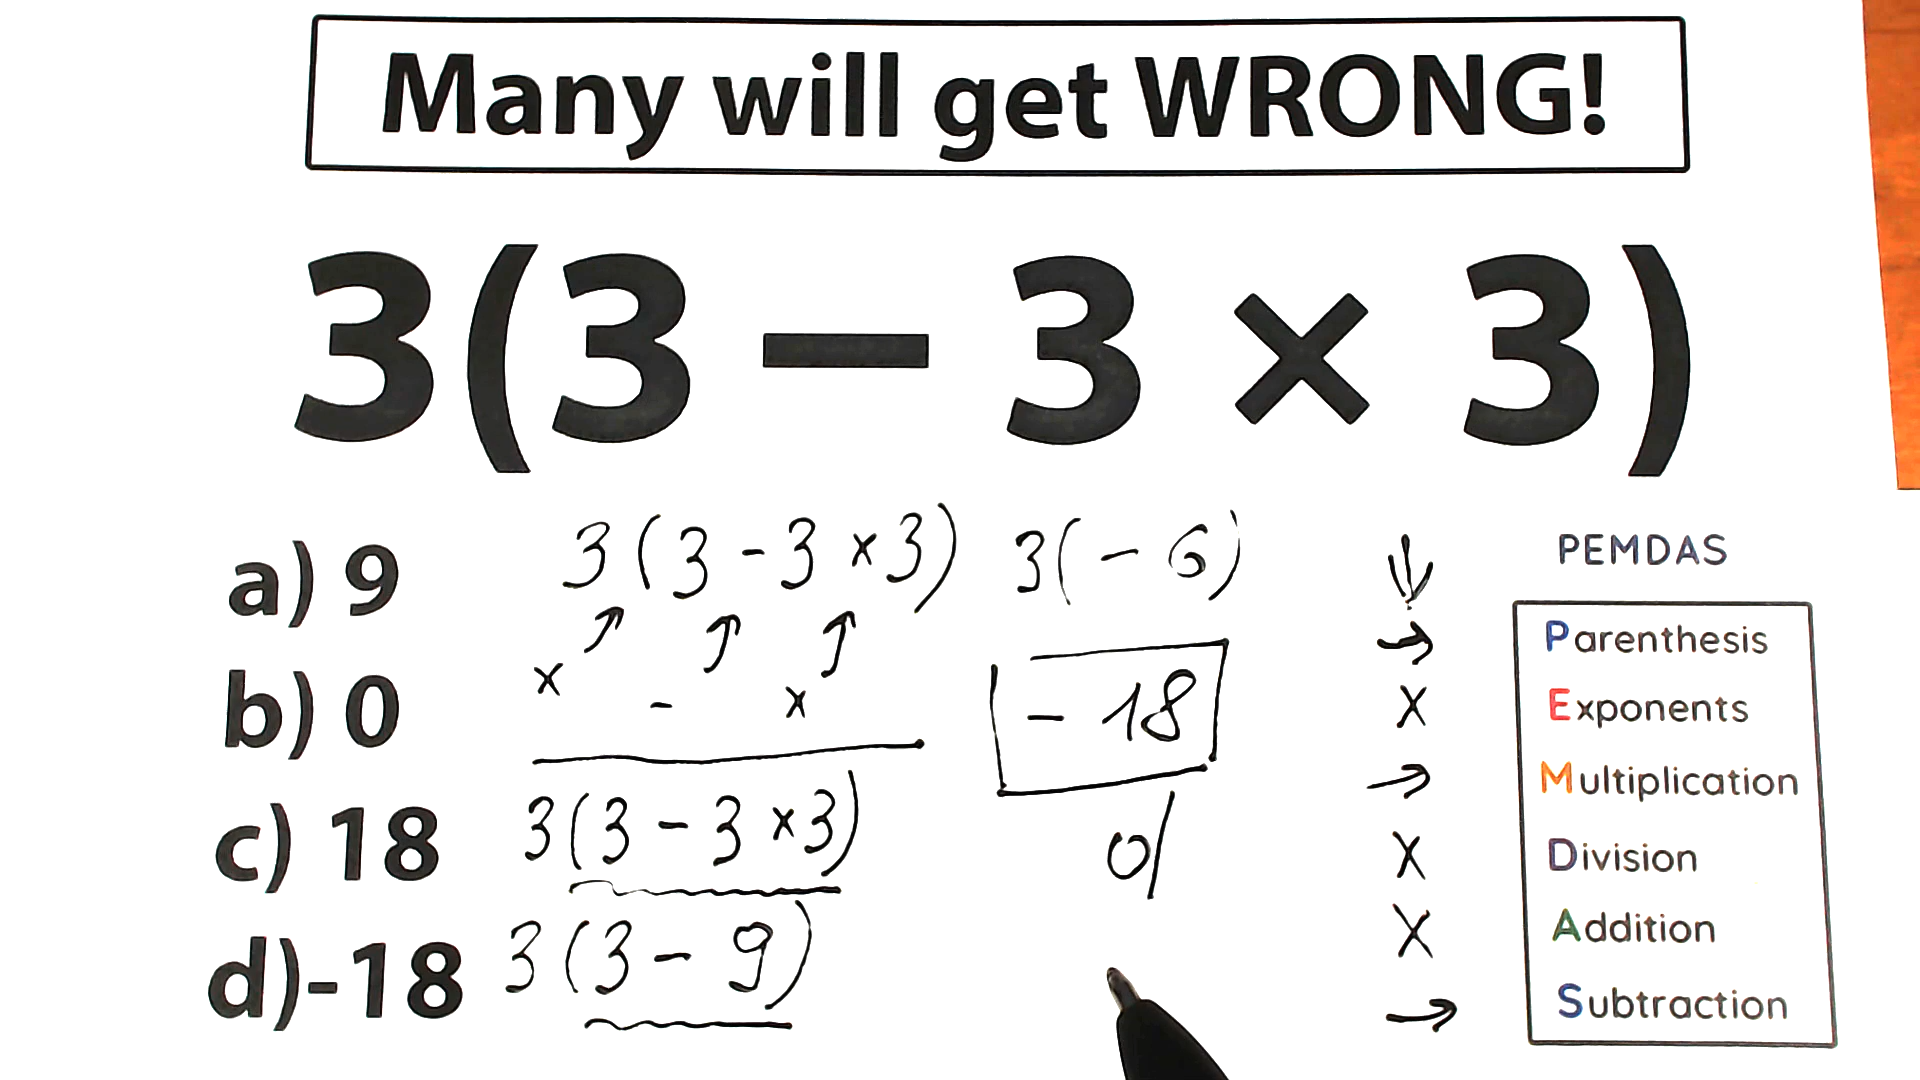 Many will get WRONG!
3(3 − 3 × 3)
a) 9
b) 0
c) 18
d)-18
3(3 - 3 × 3)
× - ×
3(3 - 3 × 3)
3(3 - 9)
3(- 6)
- 18
d
↓
→
X
→
X
X
→
PEMDAS
Parenthesis
Exponents
Multiplication
Division
Addition
Subtraction